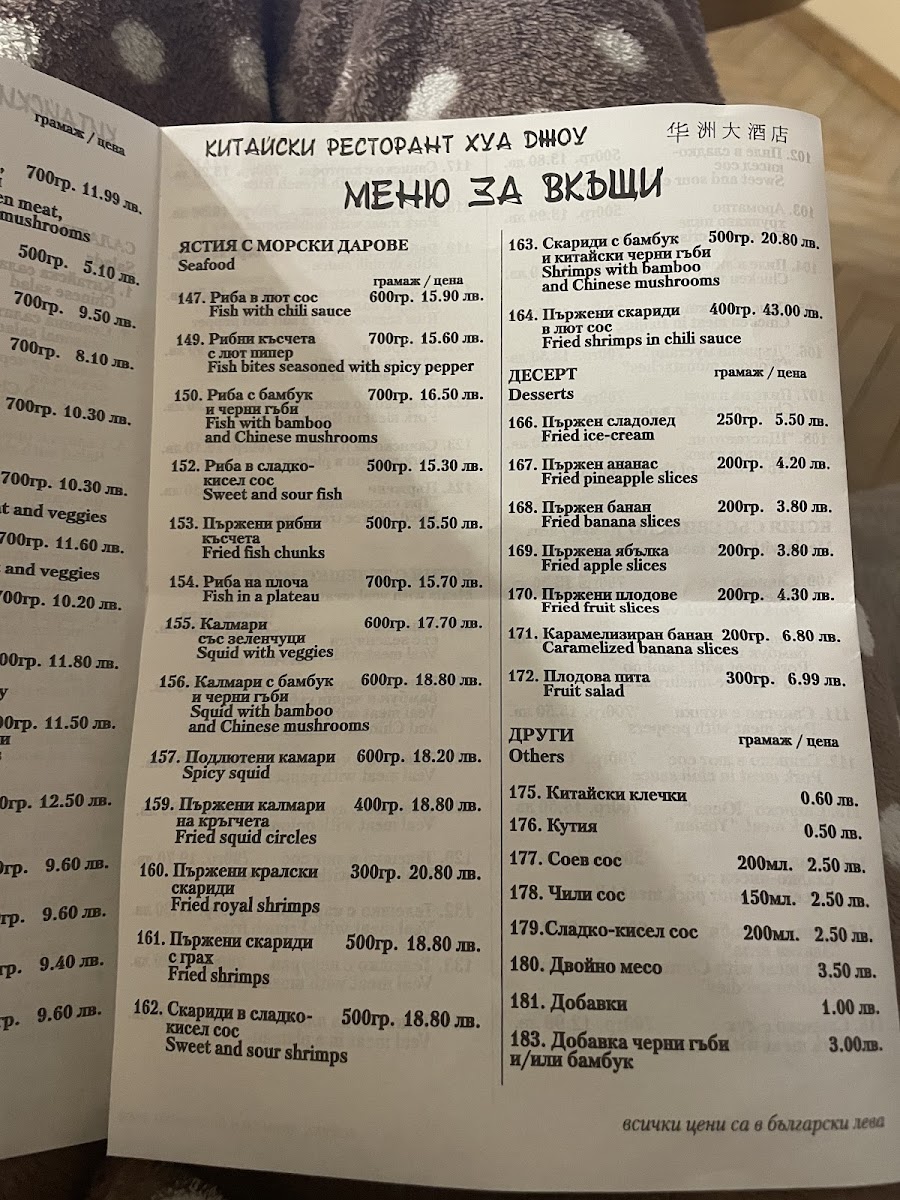 КИТАЙСКИ
грамаж / цена
700гр. 11.99 лв.
en meat,
mushrooms
500гр. 5.10 лв.
700гр. 9.50 лв.
700гр. 8.10 лв.
700гр. 10.30 лв.
700гр. 10.30 лв.
at and veggies
700гр. 11.60 лв.
and veggies
700гр. 10.20 лв.
00гр. 11.80 лв.
y
00гр. 11.50 лв.
и
0гр. 12.50 лв.
0гр. 9.60 лв.
гр. 9.60 лв.
гр. 9.40 лв.
гр. 9.60 лв.
КИТАЙСКИ РЕСТОРАНТ ХУА ДЖОУ 华洲大酒店
МЕНЮ ЗА ВКЪЩИ
ЯСТИЯ С МОРСКИ ДАРОВЕ
Seafood
грамаж / цена
147. Риба в лют сос 600гр. 15.90 лв.
Fish with chili sauce
149. Рибни късчета 700гр. 15.60 лв.
с лют пипер
Fish bites seasoned with spicy pepper
150. Риба с бамбук 700гр. 16.50 лв.
и черни гъби
Fish with bamboo
and Chinese mushrooms
152. Риба в сладко- 500гр. 15.30 лв.
кисел сос
Sweet and sour fish
153. Пържени рибни 500гр. 15.50 лв.
късчета
Fried fish chunks
154. Риба на плоча 700гр. 15.70 лв.
Fish in a plateau
155. Калмари 600гр. 17.70 лв.
със зеленчуци
Squid with veggies
156. Калмари с бамбук 600гр. 18.80 лв.
и черни гъби
Squid with bamboo
and Chinese mushrooms
157. Подлютени камари 600гр. 18.20 лв.
Spicy squid
159. Пържени калмари 400гр. 18.80 лв.
на кръгчета
Fried squid circles
160. Пържени кралски 300гр. 20.80 лв.
скариди
Fried royal shrimps
161. Пържени скариди 500гр. 18.80 лв.
с грах
Fried shrimps
162. Скариди в сладко- 500гр. 18.80 лв.
кисел сос
Sweet and sour shrimps
163. Скариди с бамбук 500гр. 20.80 лв.
и китайски черни гъби
Shrimps with bamboo
and Chinese mushrooms
164. Пържени скариди 400гр. 43.00 лв.
в лют сос
Fried shrimps in chili sauce
ДЕСЕРТ грамаж / цена
Desserts
166. Пържен сладолед 250гр. 5.50 лв.
Fried ice-cream
167. Пържен ананас 200гр. 4.20 лв.
Fried pineapple slices
168. Пържен банан 200гр. 3.80 лв.
Fried banana slices
169. Пържена ябълка 200гр. 3.80 лв.
Fried apple slices
170. Пържени плодове 200гр. 4.30 лв.
Fried fruit slices
171. Карамелизиран банан 200гр. 6.80 лв.
Caramelized banana slices
172. Плодова пита 300гр. 6.99 лв.
Fruit salad
ДРУГИ грамаж / цена
Others
175. Китайски клечки 0.60 лв.
176. Кутия 0.50 лв.
177. Соев сос 200мл. 2.50 лв.
178. Чили сос 150мл. 2.50 лв.
179.Сладко-кисел сос 200мл. 2.50 лв.
180. Двойно месо 3.50 лв.
181. Добавки 1.00 лв.
183. Добавка черни гъби 3.00лв.
и/или бамбук
всички цени са в български лева